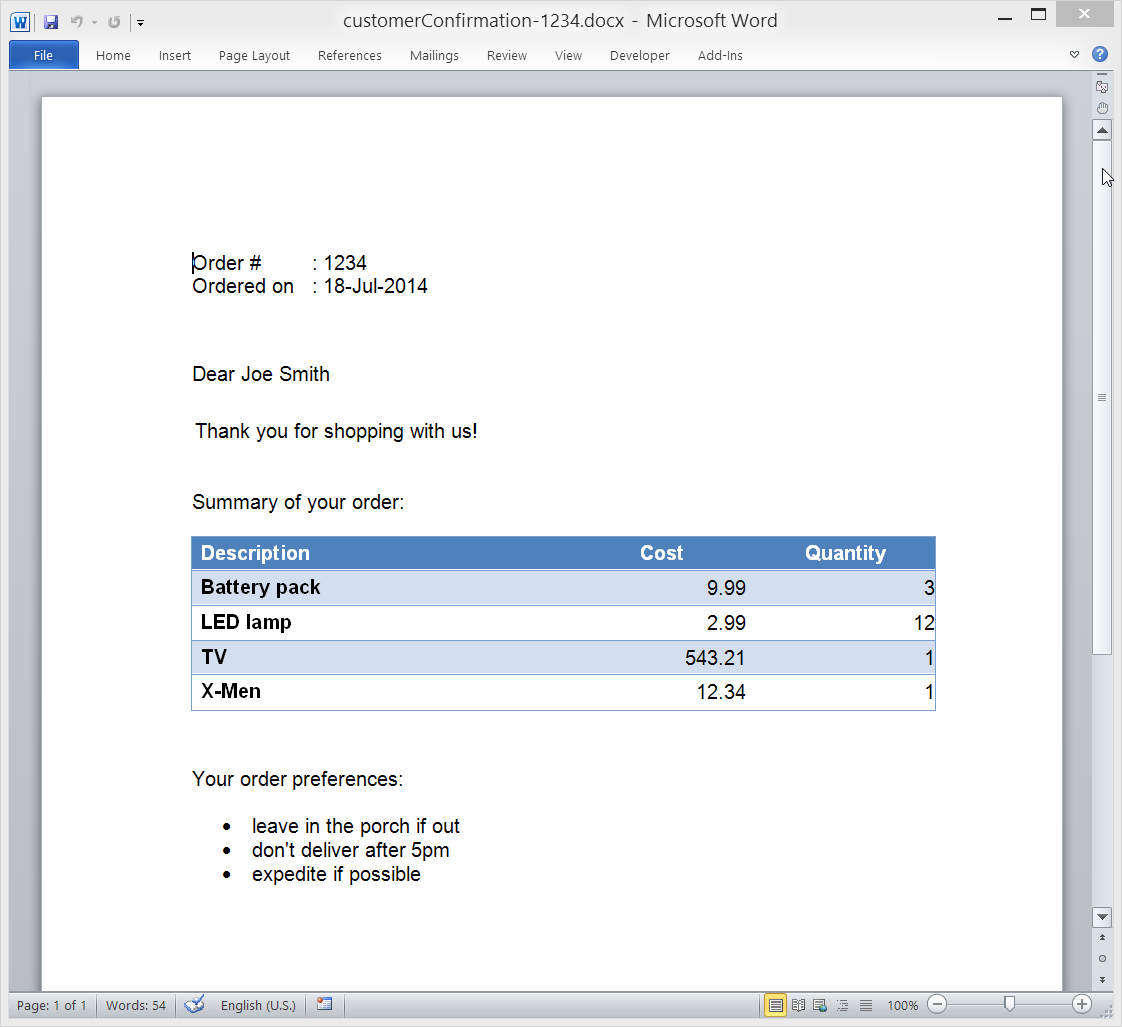 customerConfirmation-1234.docx - Microsoft Word
File Home Insert Page Layout References Mailings Review View Developer Add-Ins
Order # : 1234
Ordered on : 18-Jul-2014
Dear Joe Smith
Thank you for shopping with us!
Summary of your order:
Description Cost Quantity
Battery pack 9.99 3
LED lamp 2.99 12
TV 543.21 1
X-Men 12.34 1
Your order preferences:
• leave in the porch if out
• don't deliver after 5pm
• expedite if possible
Page: 1 of 1 Words: 54 English (U.S.) 100%